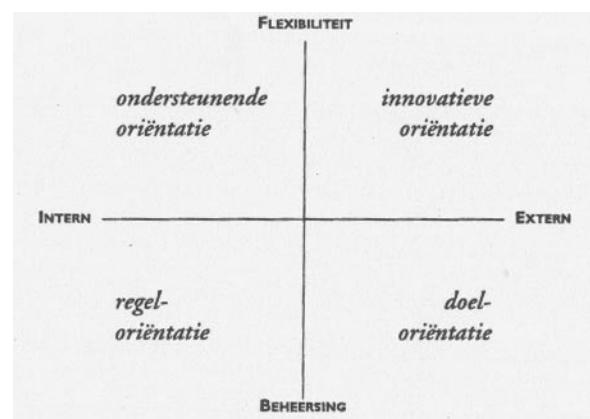 FLEXIBILITEIT
ondersteunende
oriëntatie
innovatieve
oriëntatie
INTERN
EXTERN
regel-
oriëntatie
doel-
oriëntatie
BEHEERSING